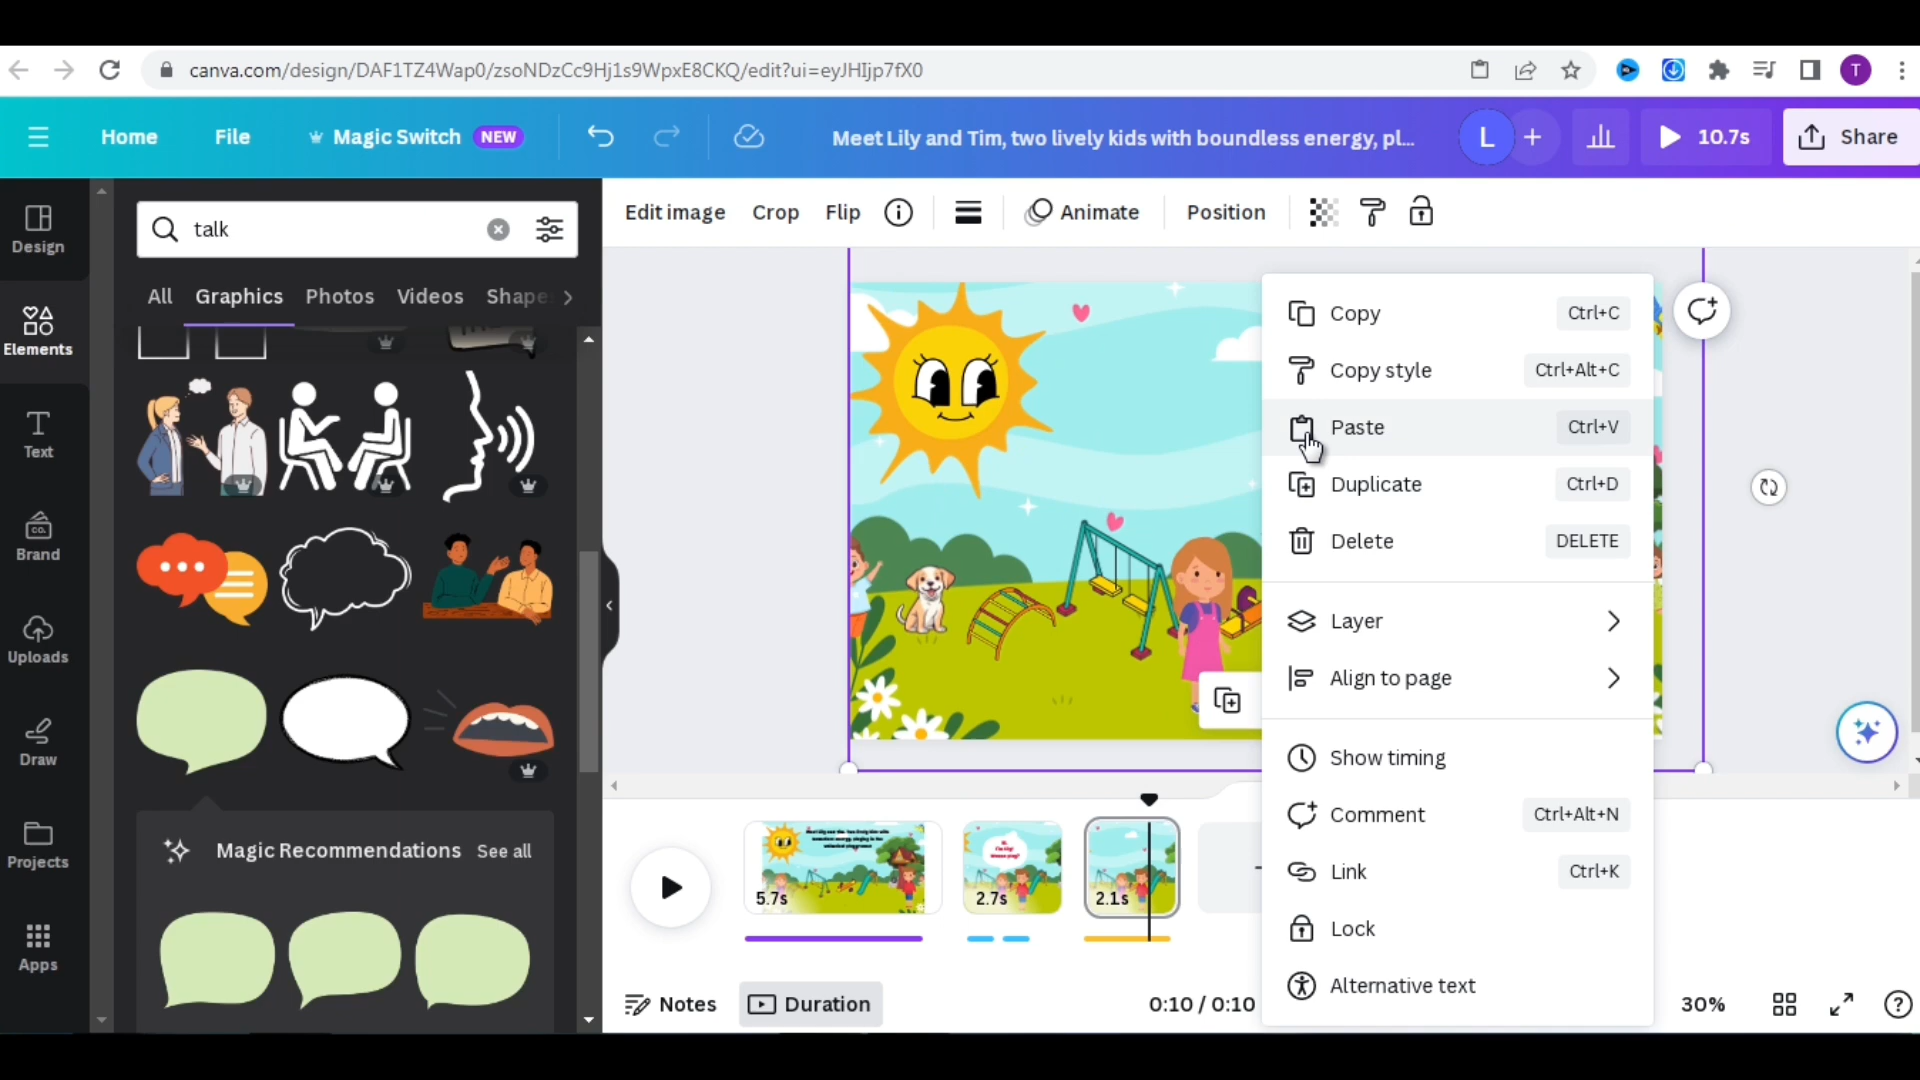 canva.com/design/DAF1TZ4Wap0/zsoNDzCc9Hj1s9WpxE8CKQ/edit?ui=eyJHIjp7fX0
T
Home
File
Magic Switch NEW
Meet Lily and Tim, two lively kids with boundless energy, pl...
L
+
10.7s
Share
Design
Elements
Text
Brand
Uploads
Draw
Projects
Apps
talk
All Graphics Photos Videos Shape
Magic Recommendations See all
Edit image Crop Flip Animate Position
Copy Ctrl+C
Copy style Ctrl+Alt+C
Paste Ctrl+V
Duplicate Ctrl+D
Delete DELETE
Layer
Align to page
Show timing
Comment Ctrl+Alt+N
Link Ctrl+K
Lock
Alternative text
5.7s
2.7s
2.1s
Notes
Duration
0:10 / 0:10
30%